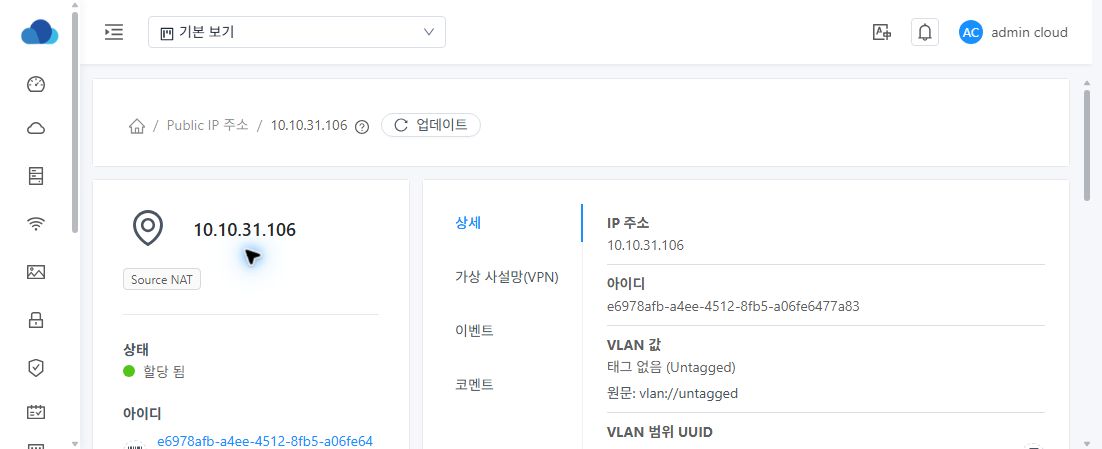 기본 보기
AC admin cloud
/ Public IP 주소 / 10.10.31.106 업데이트
10.10.31.106
Source NAT
상태
할당 됨
아이디
e6978afb-a4ee-4512-8fb5-a06fe64
상세
가상 사설망(VPN)
이벤트
코멘트
IP 주소
10.10.31.106
아이디
e6978afb-a4ee-4512-8fb5-a06fe6477a83
VLAN 값
태그 없음 (Untagged)
원문: vlan://untagged
VLAN 범위 UUID